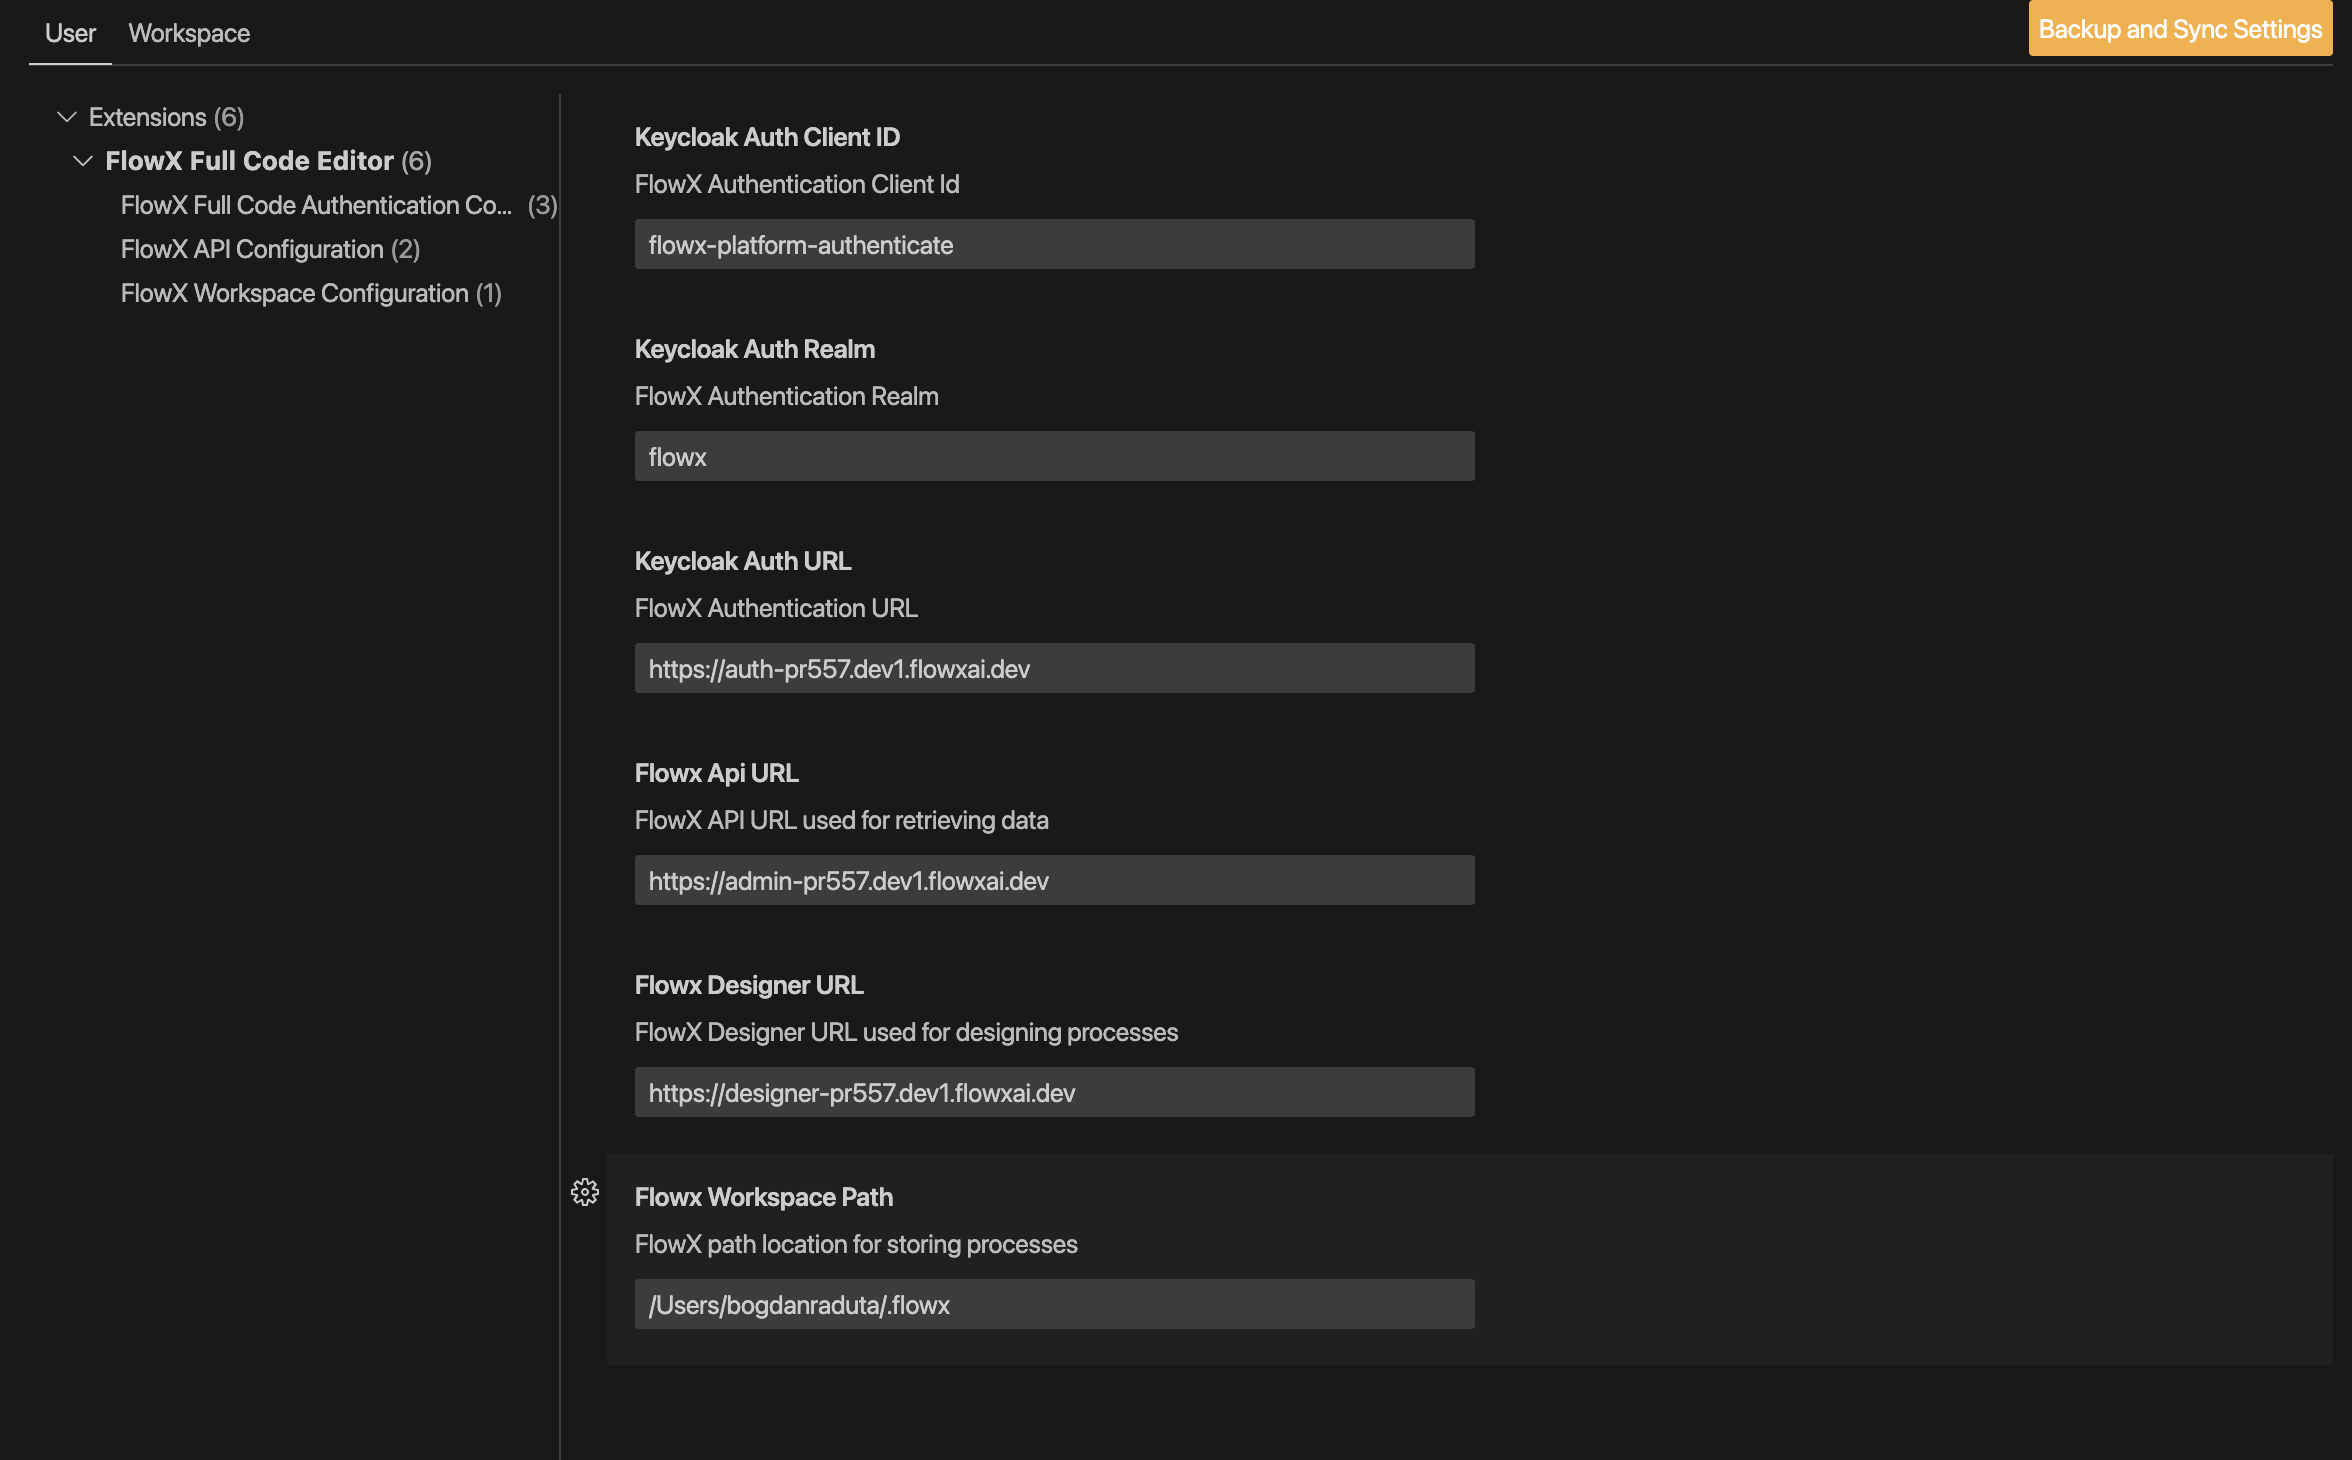 User Workspace
Backup and Sync Settings
Extensions (6)
FlowX Full Code Editor (6)
FlowX Full Code Authentication Co... (3)
FlowX API Configuration (2)
FlowX Workspace Configuration (1)
Keycloak Auth Client ID
FlowX Authentication Client Id
flowx-platform-authenticate
Keycloak Auth Realm
FlowX Authentication Realm
flowx
Keycloak Auth URL
FlowX Authentication URL
https://auth-pr557.dev1.flowxai.dev
Flowx Api URL
FlowX API URL used for retrieving data
https://admin-pr557.dev1.flowxai.dev
Flowx Designer URL
FlowX Designer URL used for designing processes
https://designer-pr557.dev1.flowxai.dev
Flowx Workspace Path
FlowX path location for storing processes
/Users/bogdanraduta/.flowx